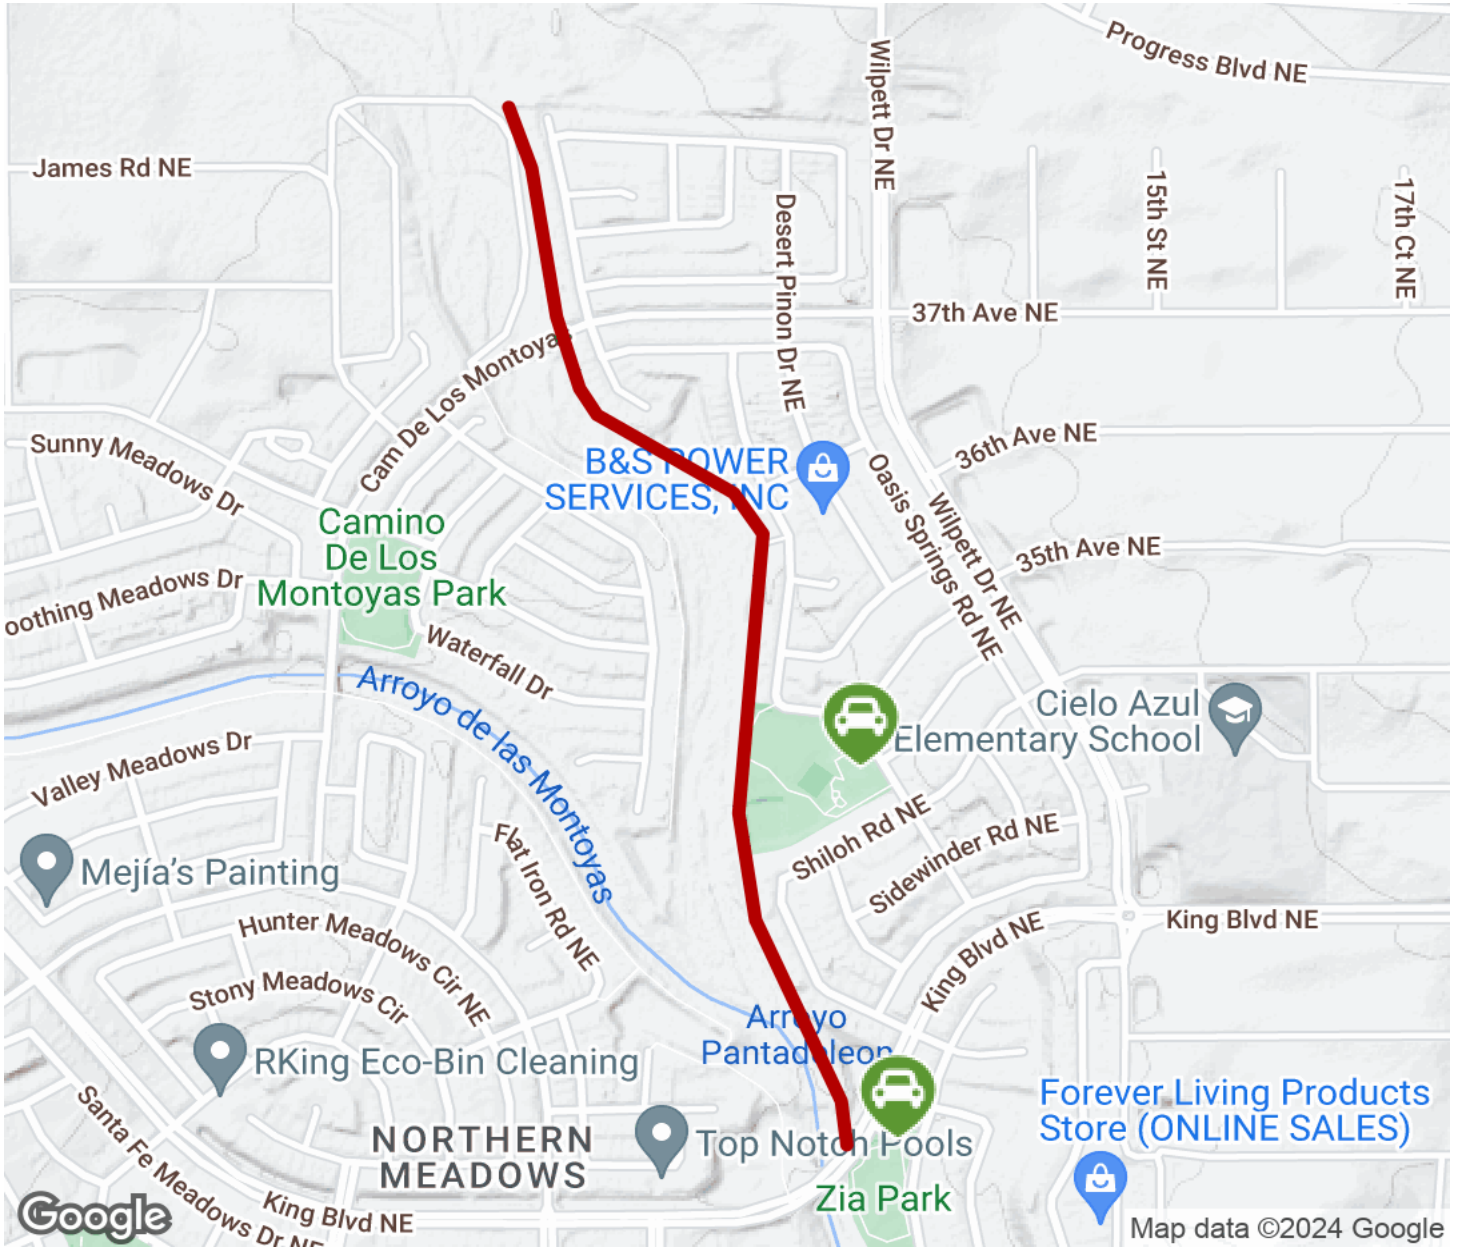 Progress Blvd NE
Wilpett Dr NE
James Rd NE
15th St NE
17th Ct NE
Desert Pinon Dr NE
37th Ave NE
Cam De Los Montoyas
Sunny Meadows Dr
36th Ave NE
B&S POWER
SERVICES, INC
Oasis Springs Rd NE
Wilpett Dr NE
Camino
De Los
Montoyas Park
35th Ave NE
oothing Meadows Dr
Waterfall Dr
Arroyo de las Montoyas
Cielo Azul
Elementary School
Valley Meadows Dr
Shiloh Rd NE
Sidewinder Rd NE
Flat Iron Rd NE
Mejía's Painting
King Blvd NE
King Blvd NE
Hunter Meadows Cir NE
Stony Meadows Cir
Arroyo
Pantadeleon
RKing Eco-Bin Cleaning
Forever Living Products
Store (ONLINE SALES)
Santa Fe Meadows Dr NE
NORTHERN
MEADOWS
Top Notch Pools
Zia Park
King Blvd NE
Google
Map data ©2024 Google